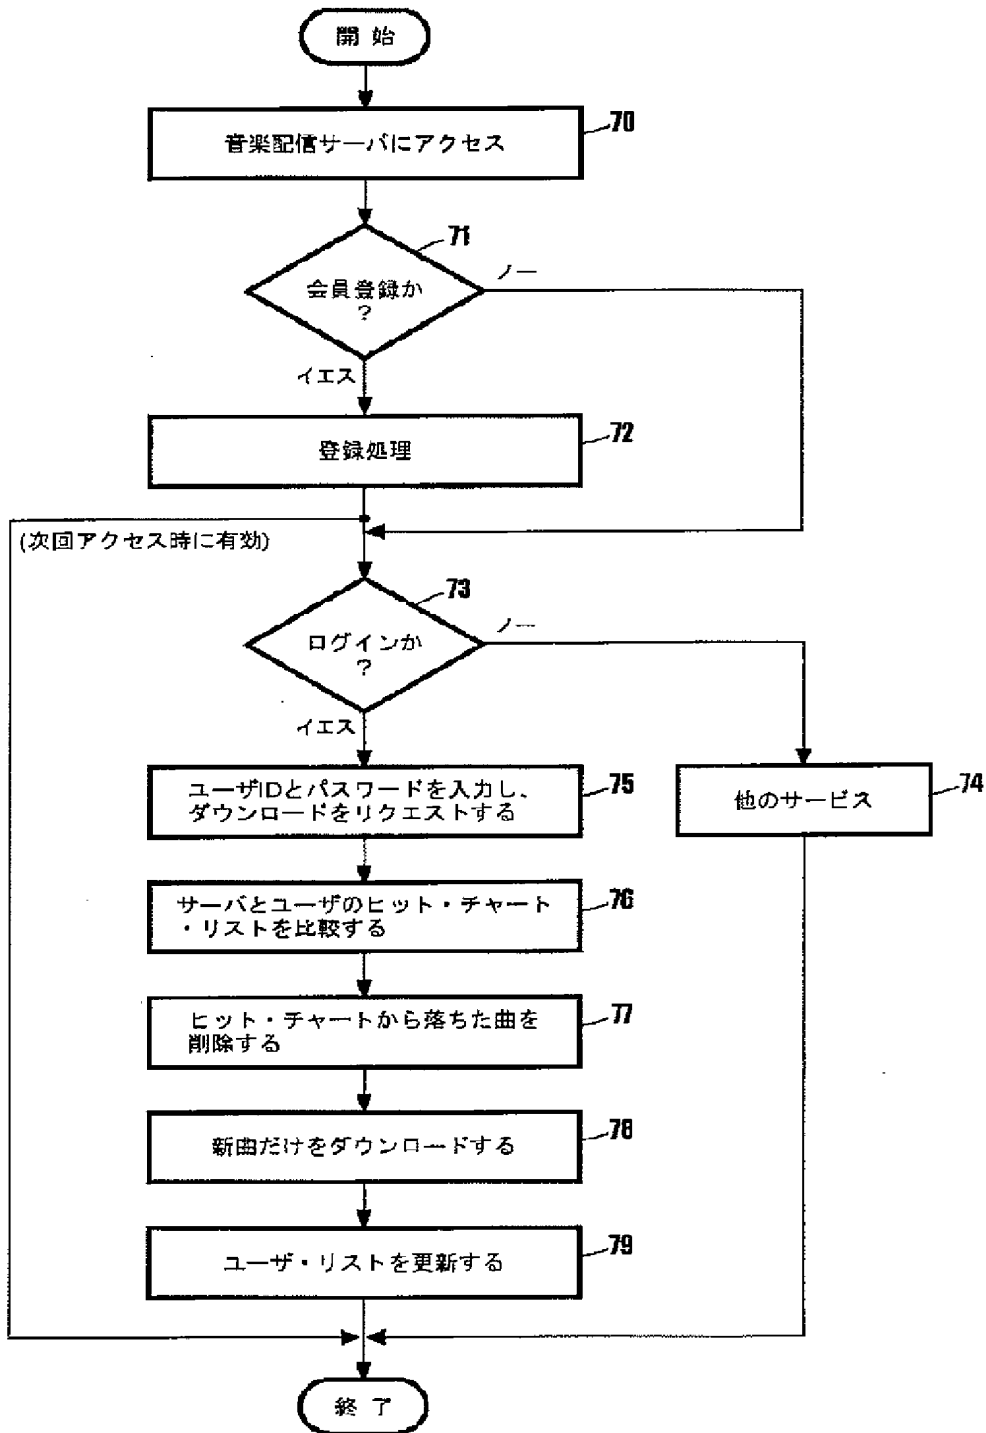 開始
音楽配信サーバにアクセス
70
71
会員登録か
?
ノー
イエス
登録処理
72
(次回アクセス時に有効)
73
ログインか
?
ノー
イエス
ユーザIDとパスワードを入力し、
ダウンロードをリクエストする
75
他のサービス
74
サーバとユーザのヒット・チャート
・リストを比較する
76
ヒット・チャートから落ちた曲を
削除する
77
新曲だけをダウンロードする
78
ユーザ・リストを更新する
79
終了